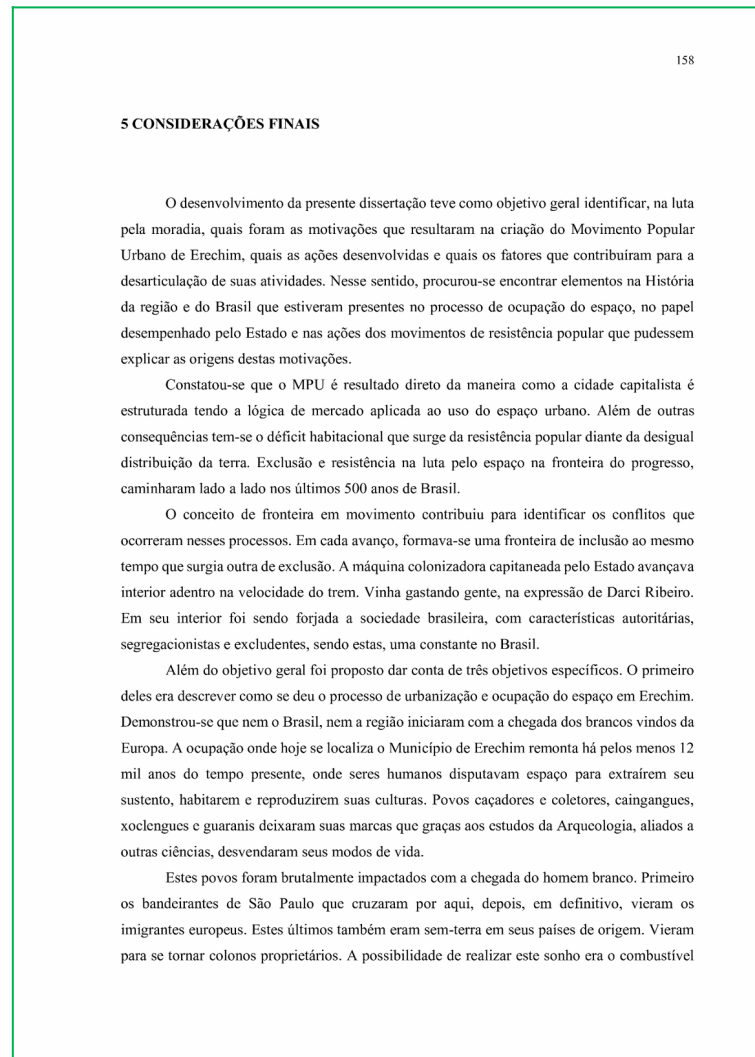 158
5 CONSIDERAÇÕES FINAIS
O desenvolvimento da presente dissertação teve como objetivo geral identificar, na luta
pela moradia, quais foram as motivações que resultaram na criação do Movimento Popular
Urbano de Erechim, quais as ações desenvolvidas e quais os fatores que contribuíram para a
desarticulação de suas atividades. Nesse sentido, procurou-se encontrar elementos na História
da região e do Brasil que estiveram presentes no processo de ocupação do espaço, no papel
desempenhado pelo Estado e nas ações dos movimentos de resistência popular que pudessem
explicar as origens destas motivações.
Constatou-se que o MPU é resultado direto da maneira como a cidade capitalista é
estruturada tendo a lógica de mercado aplicada ao uso do espaço urbano. Além de outras
consequências tem-se o déficit habitacional que surge da resistência popular diante da desigual
distribuição da terra. Exclusão e resistência na luta pelo espaço na fronteira do progresso,
caminharam lado a lado nos últimos 500 anos de Brasil.
O conceito de fronteira em movimento contribuiu para identificar os conflitos que
ocorreram nesses processos. Em cada avanço, formava-se uma fronteira de inclusão ao mesmo
tempo que surgia outra de exclusão. A máquina colonizadora capitaneada pelo Estado avançava
interior adentro na velocidade do trem. Vinha gastando gente, na expressão de Darci Ribeiro.
Em seu interior foi sendo forjada a sociedade brasileira, com características autoritárias,
segregacionistas e excludentes, sendo estas, uma constante no Brasil.
Além do objetivo geral foi proposto dar conta de três objetivos específicos. O primeiro
deles era descrever como se deu o processo de urbanização e ocupação do espaço em Erechim.
Demonstrou-se que nem o Brasil, nem a região iniciaram com a chegada dos brancos vindos da
Europa. A ocupação onde hoje se localiza o Município de Erechim remonta há pelos menos 12
mil anos do tempo presente, onde seres humanos disputavam espaço para extraírem seu
sustento, habitarem e reproduzirem suas culturas. Povos caçadores e coletores, caingangues,
xoclengues e guaranis deixaram suas marcas que graças aos estudos da Arqueologia, aliados a
outras ciências, desvendaram seus modos de vida.
Estes povos foram brutalmente impactados com a chegada do homem branco. Primeiro
os bandeirantes de São Paulo que cruzaram por aqui, depois, em definitivo, vieram os
imigrantes europeus. Estes últimos também eram sem-terra em seus países de origem. Vieram
para se tornar colonos proprietários. A possibilidade de realizar este sonho era o combustível